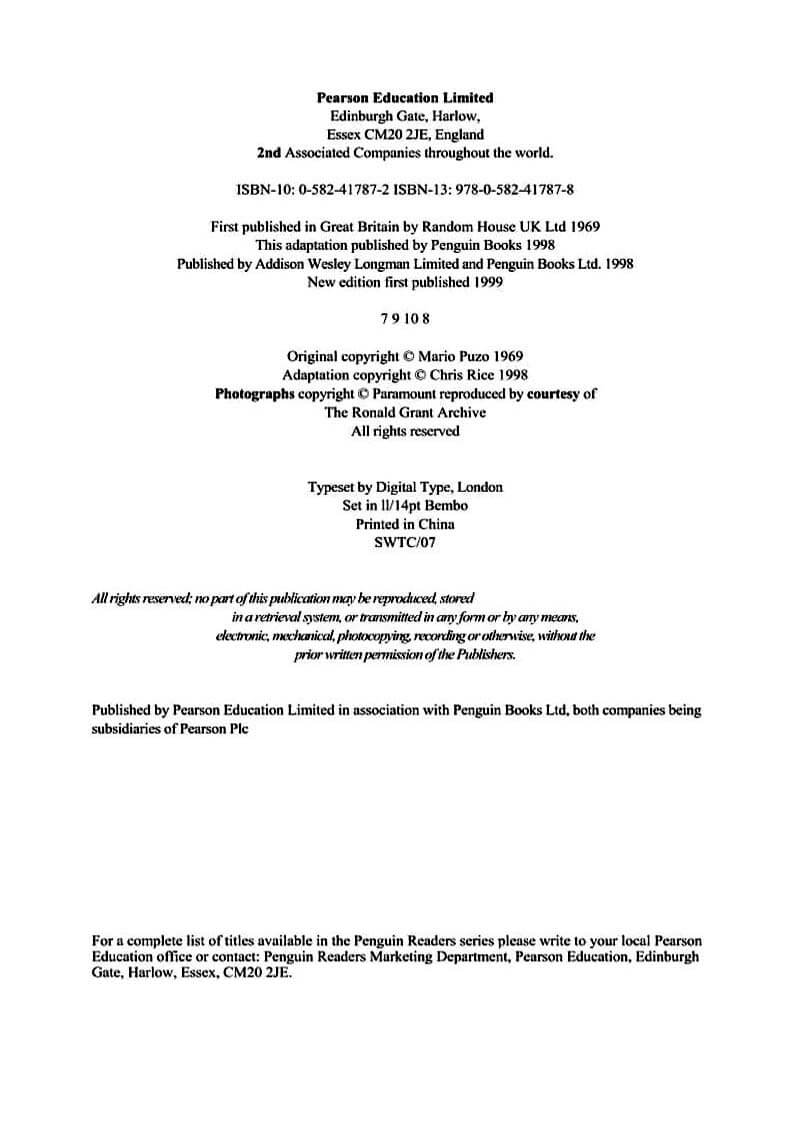 Pearson Education Limited
Edinburgh Gate, Harlow,
Essex CM20 2JE, England
2nd Associated Companies throughout the world.
ISBN-10: 0-582-41787-2 ISBN-13: 978-0-582-41787-8
First published in Great Britain by Random House UK Ltd 1969
This adaptation published by Penguin Books 1998
Published by Addison Wesley Longman Limited and Penguin Books Ltd. 1998
New edition first published 1999
7 9 10 8
Original copyright © Mario Puzo 1969
Adaptation copyright © Chris Rice 1998
Photographs copyright © Paramount reproduced by courtesy of
The Ronald Grant Archive
All rights reserved
Typeset by Digital Type, London
Set in ll/14pt Bembo
Printed in China
SWTC/07
All rights reserved; no part of this publication may be reproduced, stored
in a retrieval system, or transmitted in any form or by any means,
electronic, mechanical, photocopying, recording or otherwise, without the
prior written permission of the Publishers.
Published by Pearson Education Limited in association with Penguin Books Ltd, both companies being
subsidiaries of Pearson Plc
For a complete list of titles available in the Penguin Readers series please write to your local Pearson
Education office or contact: Penguin Readers Marketing Department, Pearson Education, Edinburgh
Gate, Harlow, Essex, CM20 2JE.